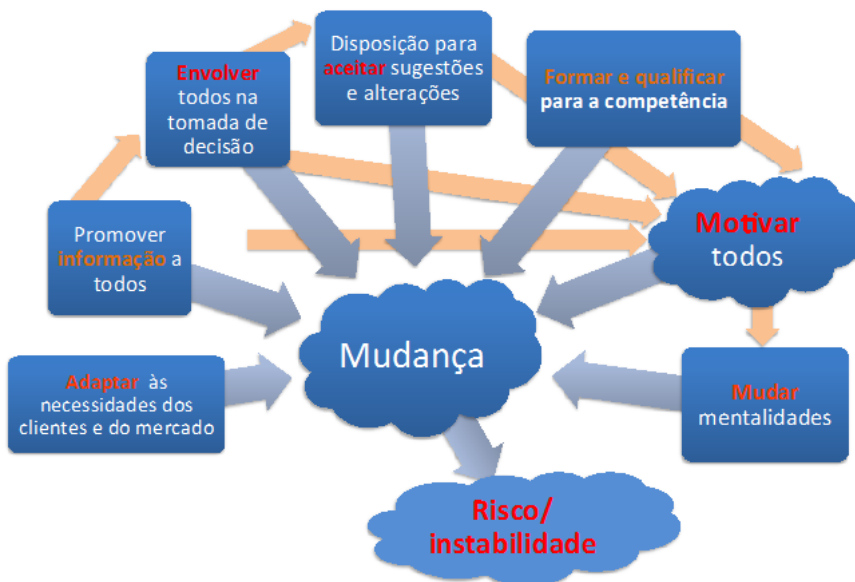 Disposição para
aceitar sugestões
e alterações
Envolver
todos na
tomada de
decisão
Formar e qualificar
para a competência
Promover
informação a
todos
Motivar
todos
Mudança
Adaptar às
necessidades dos
clientes e do mercado
Mudar
mentalidades
Risco/
instabilidade